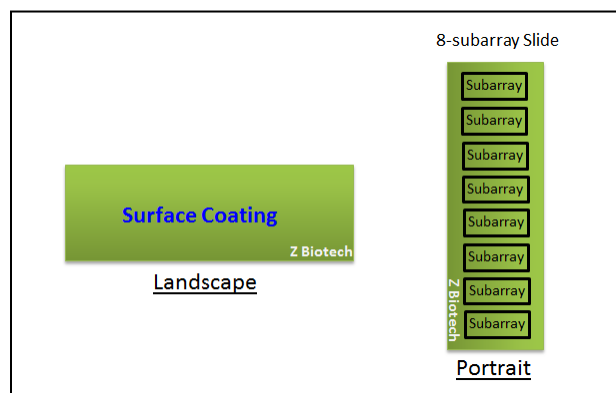 8-subarray Slide
Subarray
Subarray
Subarray
Subarray
Subarray
Subarray
Subarray
Subarray
Z Biotech
Portrait
Surface Coating
Z Biotech
Landscape